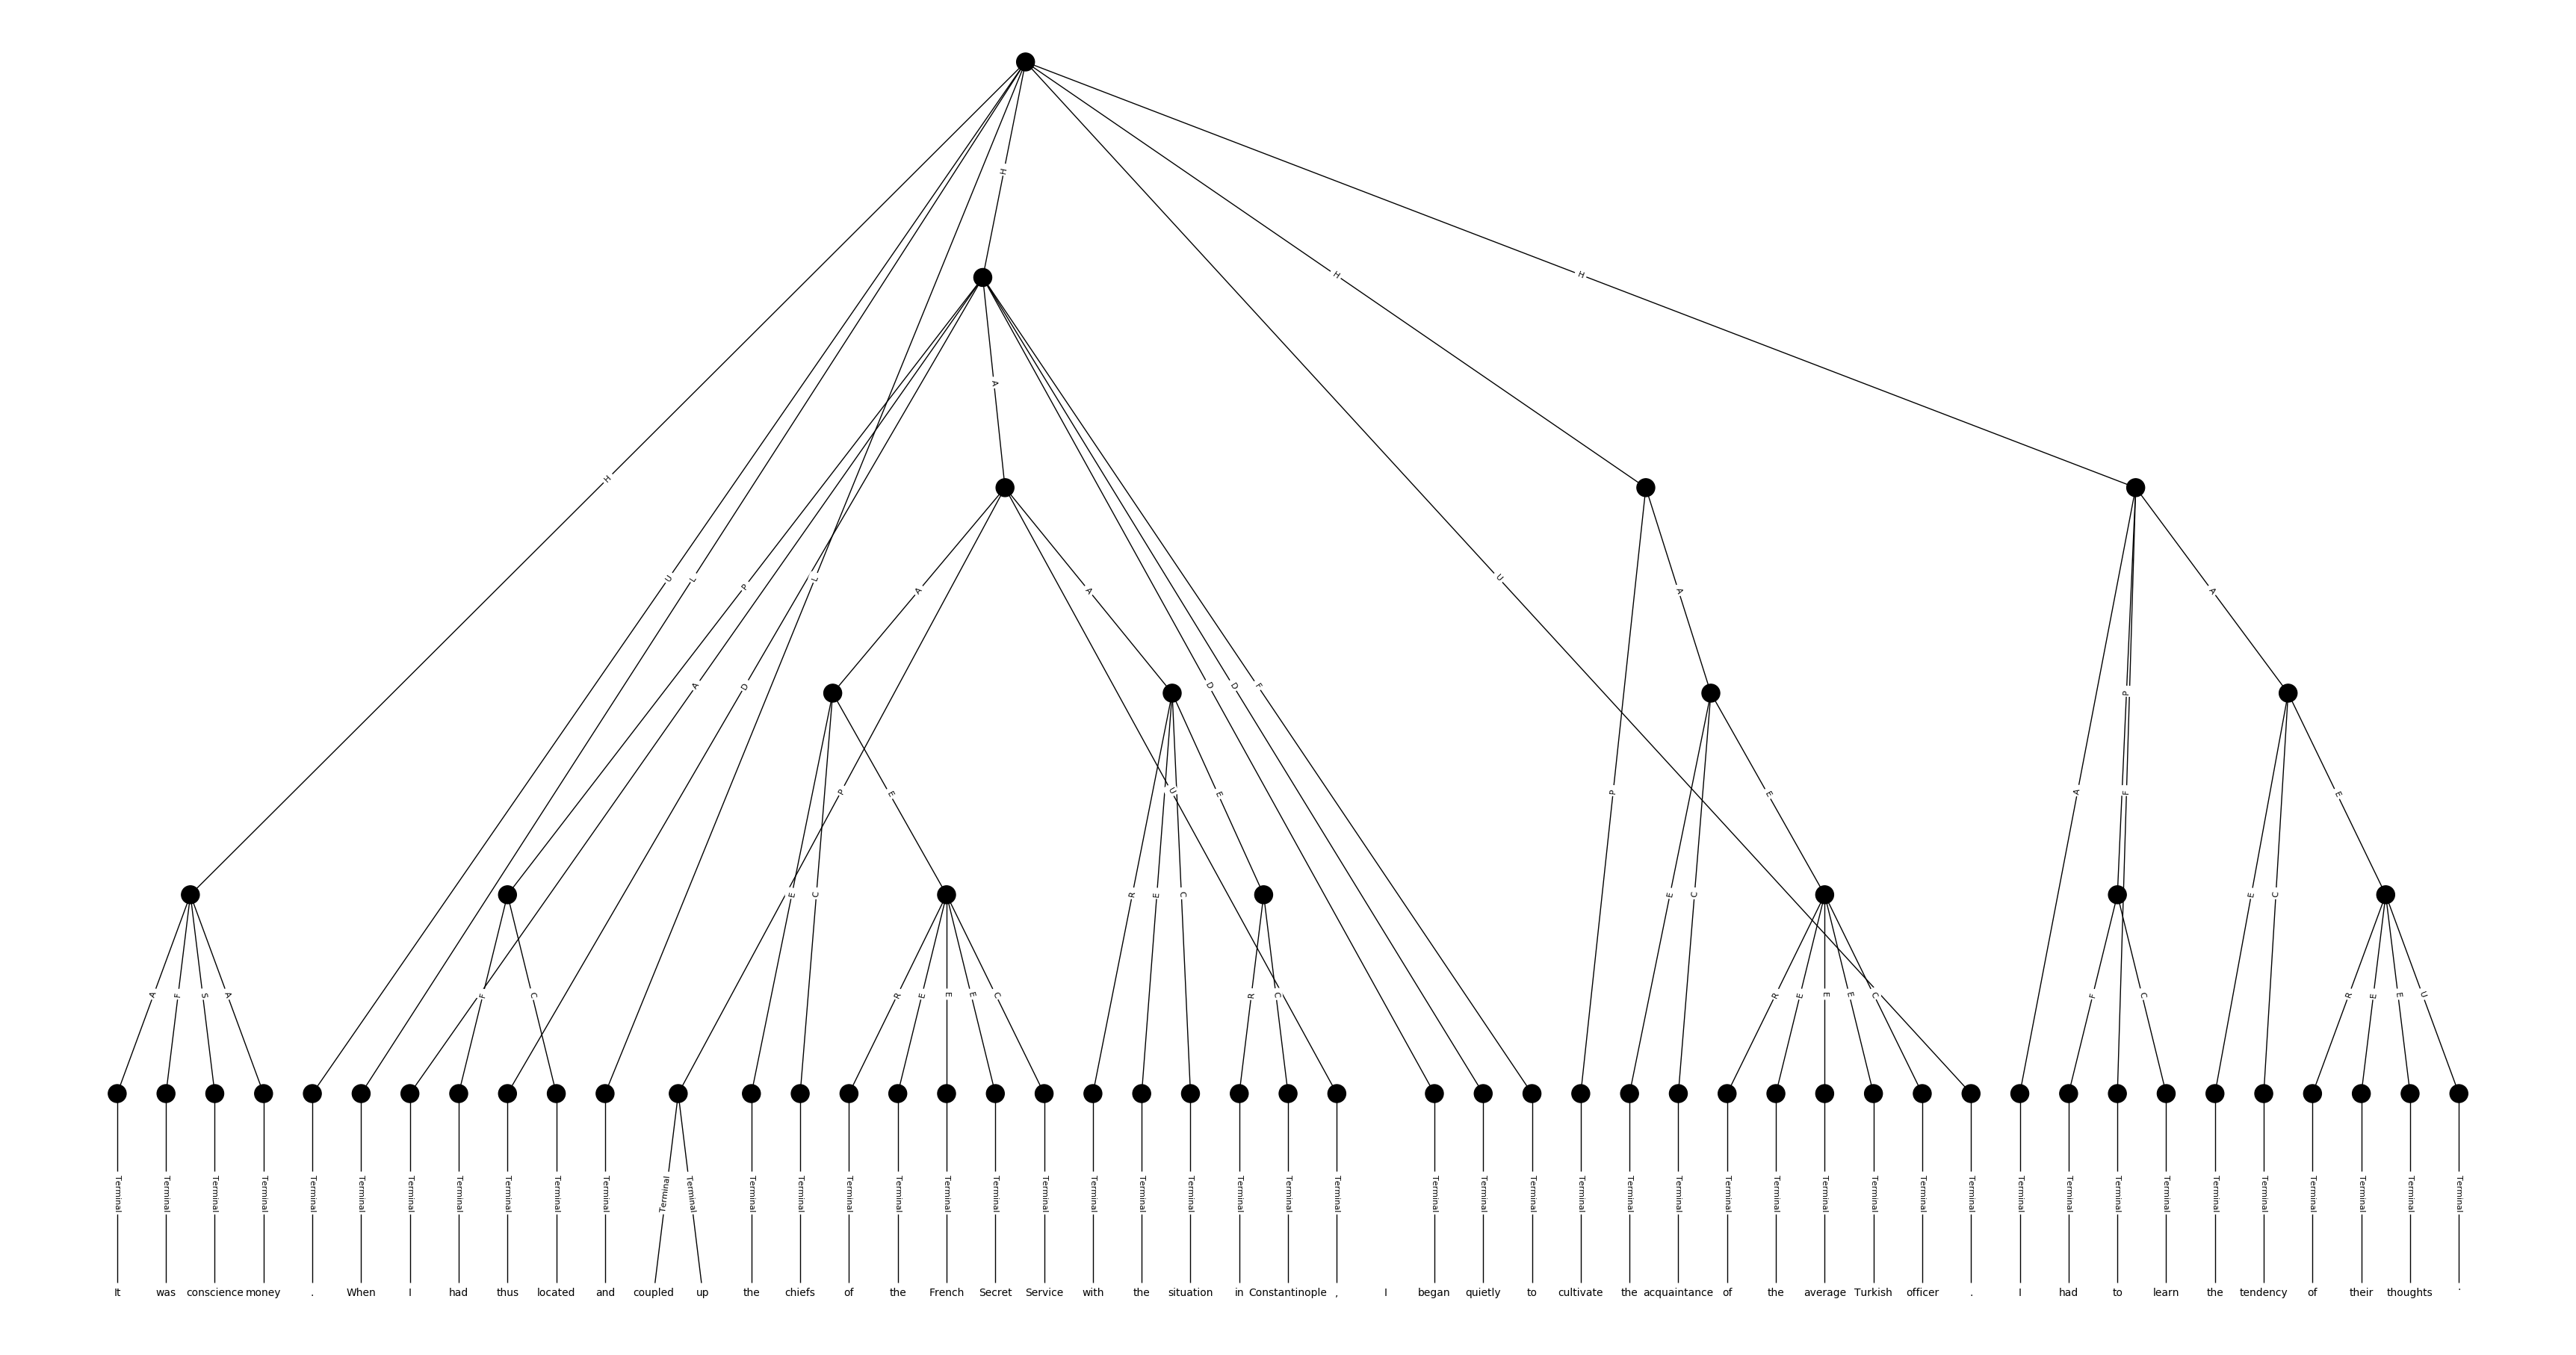 H
H
H
A
H
U
L
P
L
U
A
A
A
A
A
D
D
D
F
P
P
E
U
E
P
A
F
E
E
C
R
E
C
E
C
E
C
A
F
S
A
F
C
R
E
E
E
C
R
C
R
E
E
E
C
F
C
R
E
E
U
Terminal Terminal Terminal Terminal Terminal Terminal Terminal Terminal Terminal Terminal Terminal Terminal Terminal Terminal Terminal Terminal Terminal Terminal Terminal Terminal Terminal Terminal Terminal Terminal Terminal Terminal Terminal Terminal Terminal Terminal Terminal Terminal Terminal Terminal Terminal Terminal Terminal Terminal Terminal Terminal Terminal Terminal Terminal Terminal Terminal Terminal Terminal Terminal
It was conscience money . When I had thus located and coupled up the chiefs of the French Secret Service with the situation in Constantinople , I began quietly to cultivate the acquaintance of the average Turkish officer . I had to learn the tendency of their thoughts .